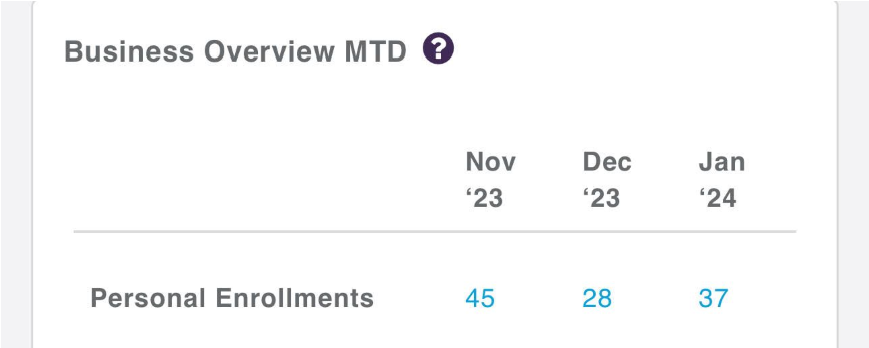 Business Overview MTD ?
Nov Dec Jan
‘23 ‘23 ‘24
Personal Enrollments 45 28 37